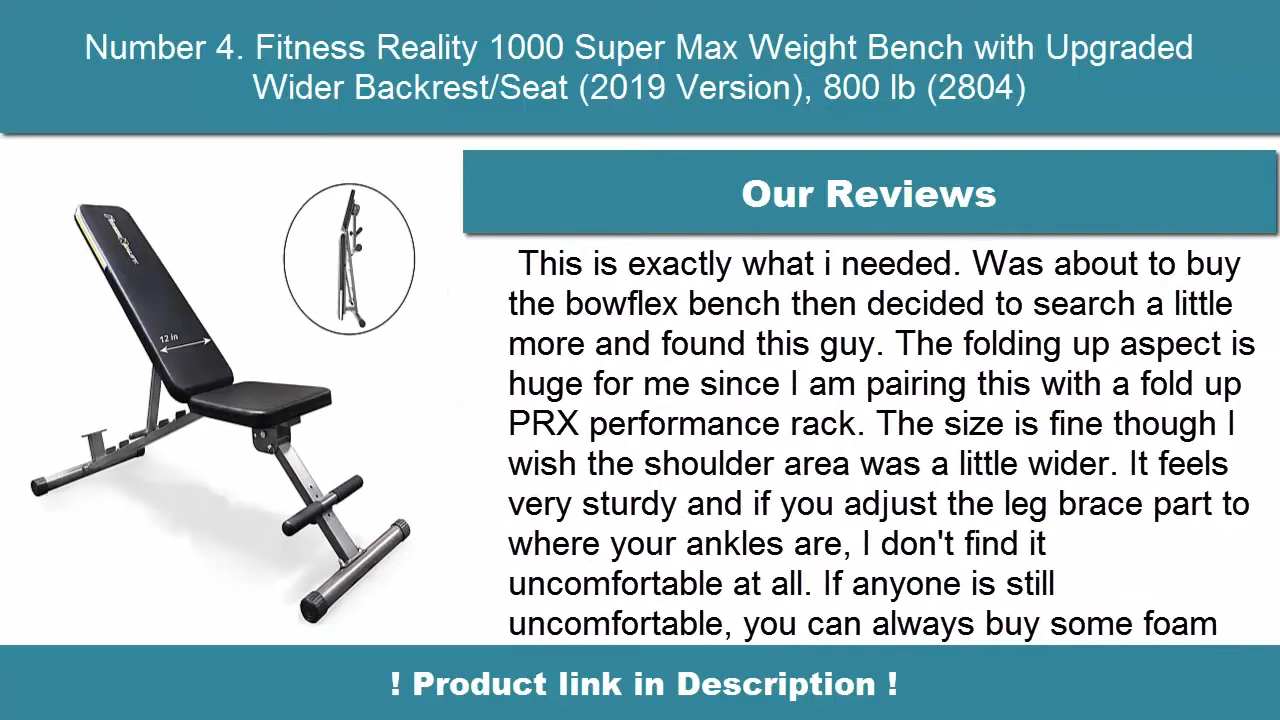 Number 4. Fitness Reality 1000 Super Max Weight Bench with Upgraded
Wider Backrest/Seat (2019 Version), 800 lb (2804)
Our Reviews
12 in
This is exactly what i needed. Was about to buy
the bowflex bench then decided to search a little
more and found this guy. The folding up aspect is
huge for me since I am pairing this with a fold up
PRX performance rack. The size is fine though I
wish the shoulder area was a little wider. It feels
very sturdy and if you adjust the leg brace part to
where your ankles are, I don't find it
uncomfortable at all. If anyone is still
uncomfortable, you can always buy some foam
! Product link in Description !